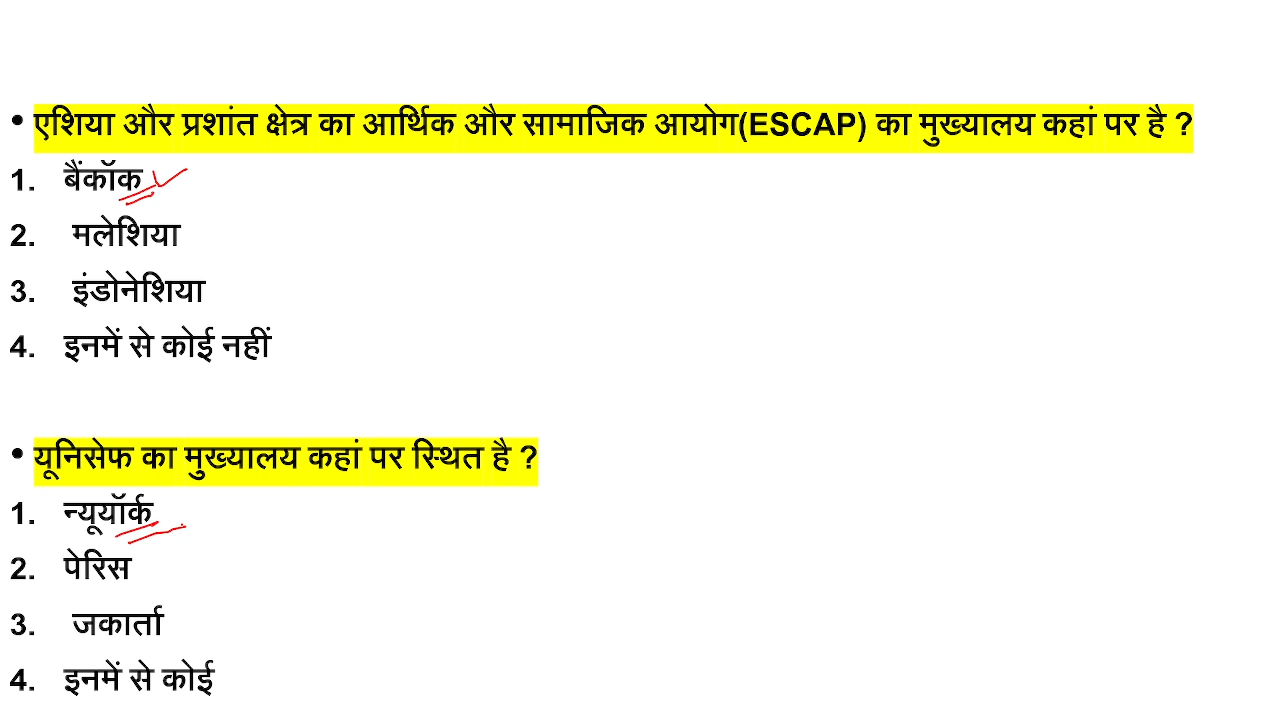 • एशिया और प्रशांत क्षेत्र का आर्थिक और सामाजिक आयोग(ESCAP) का मुख्यालय कहां पर है ?
1. बैंकॉक
2. मलेशिया
3. इंडोनेशिया
4. इनमें से कोई नहीं
• यूनिसेफ का मुख्यालय कहां पर स्थित है ?
1. न्यूयॉर्क
2. पेरिस
3. जकार्ता
4. इनमें से कोई